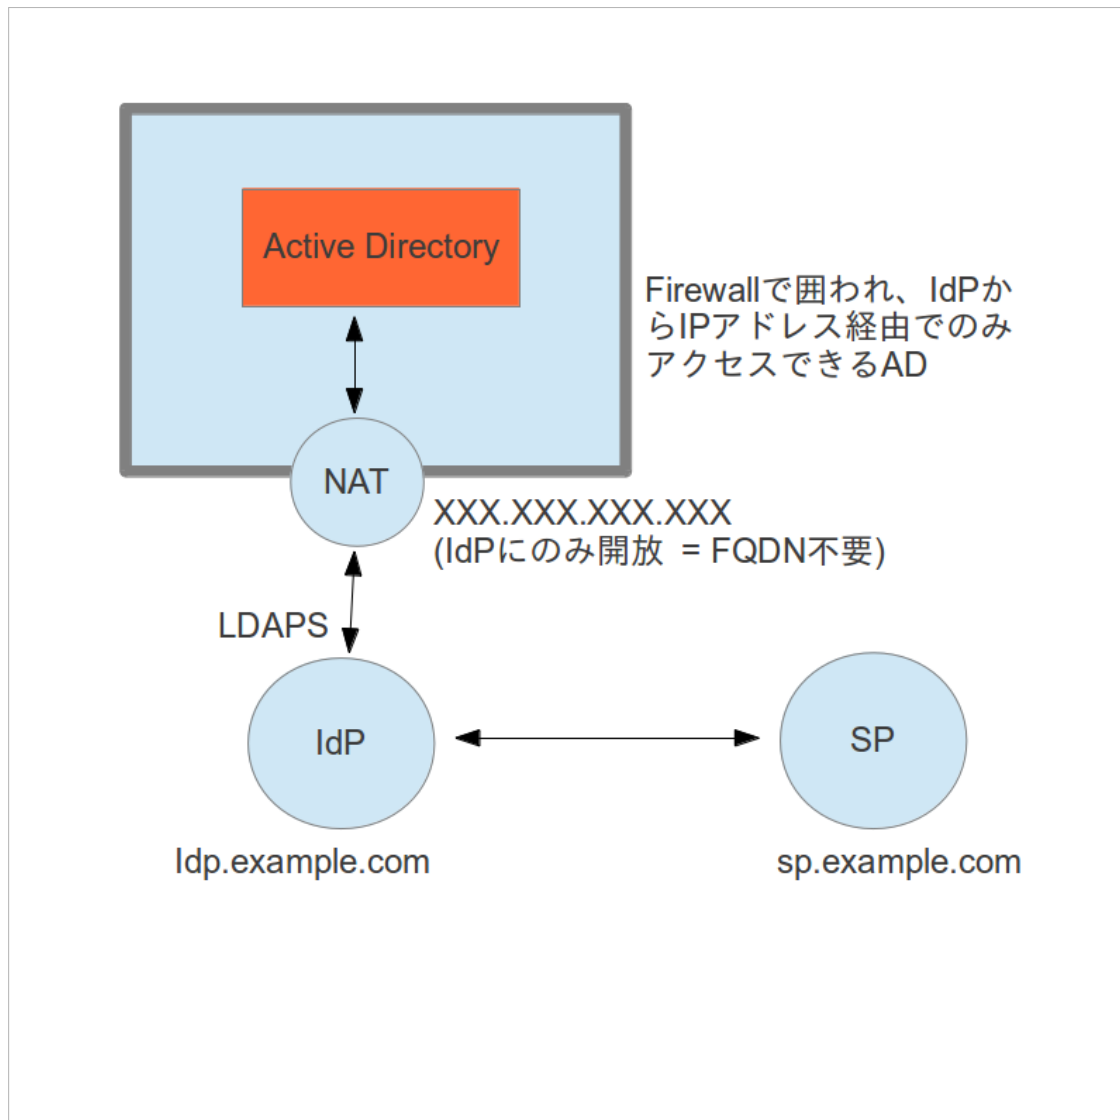 Active Directory
Firewallで囲われ、IdPか
らIPアドレス経由でのみ
アクセスできるAD
NAT
XXX.XXX.XXX.XXX
(IdPにのみ開放 = FQDN不要)
LDAPS
IdP
SP
Idp.example.com
sp.example.com